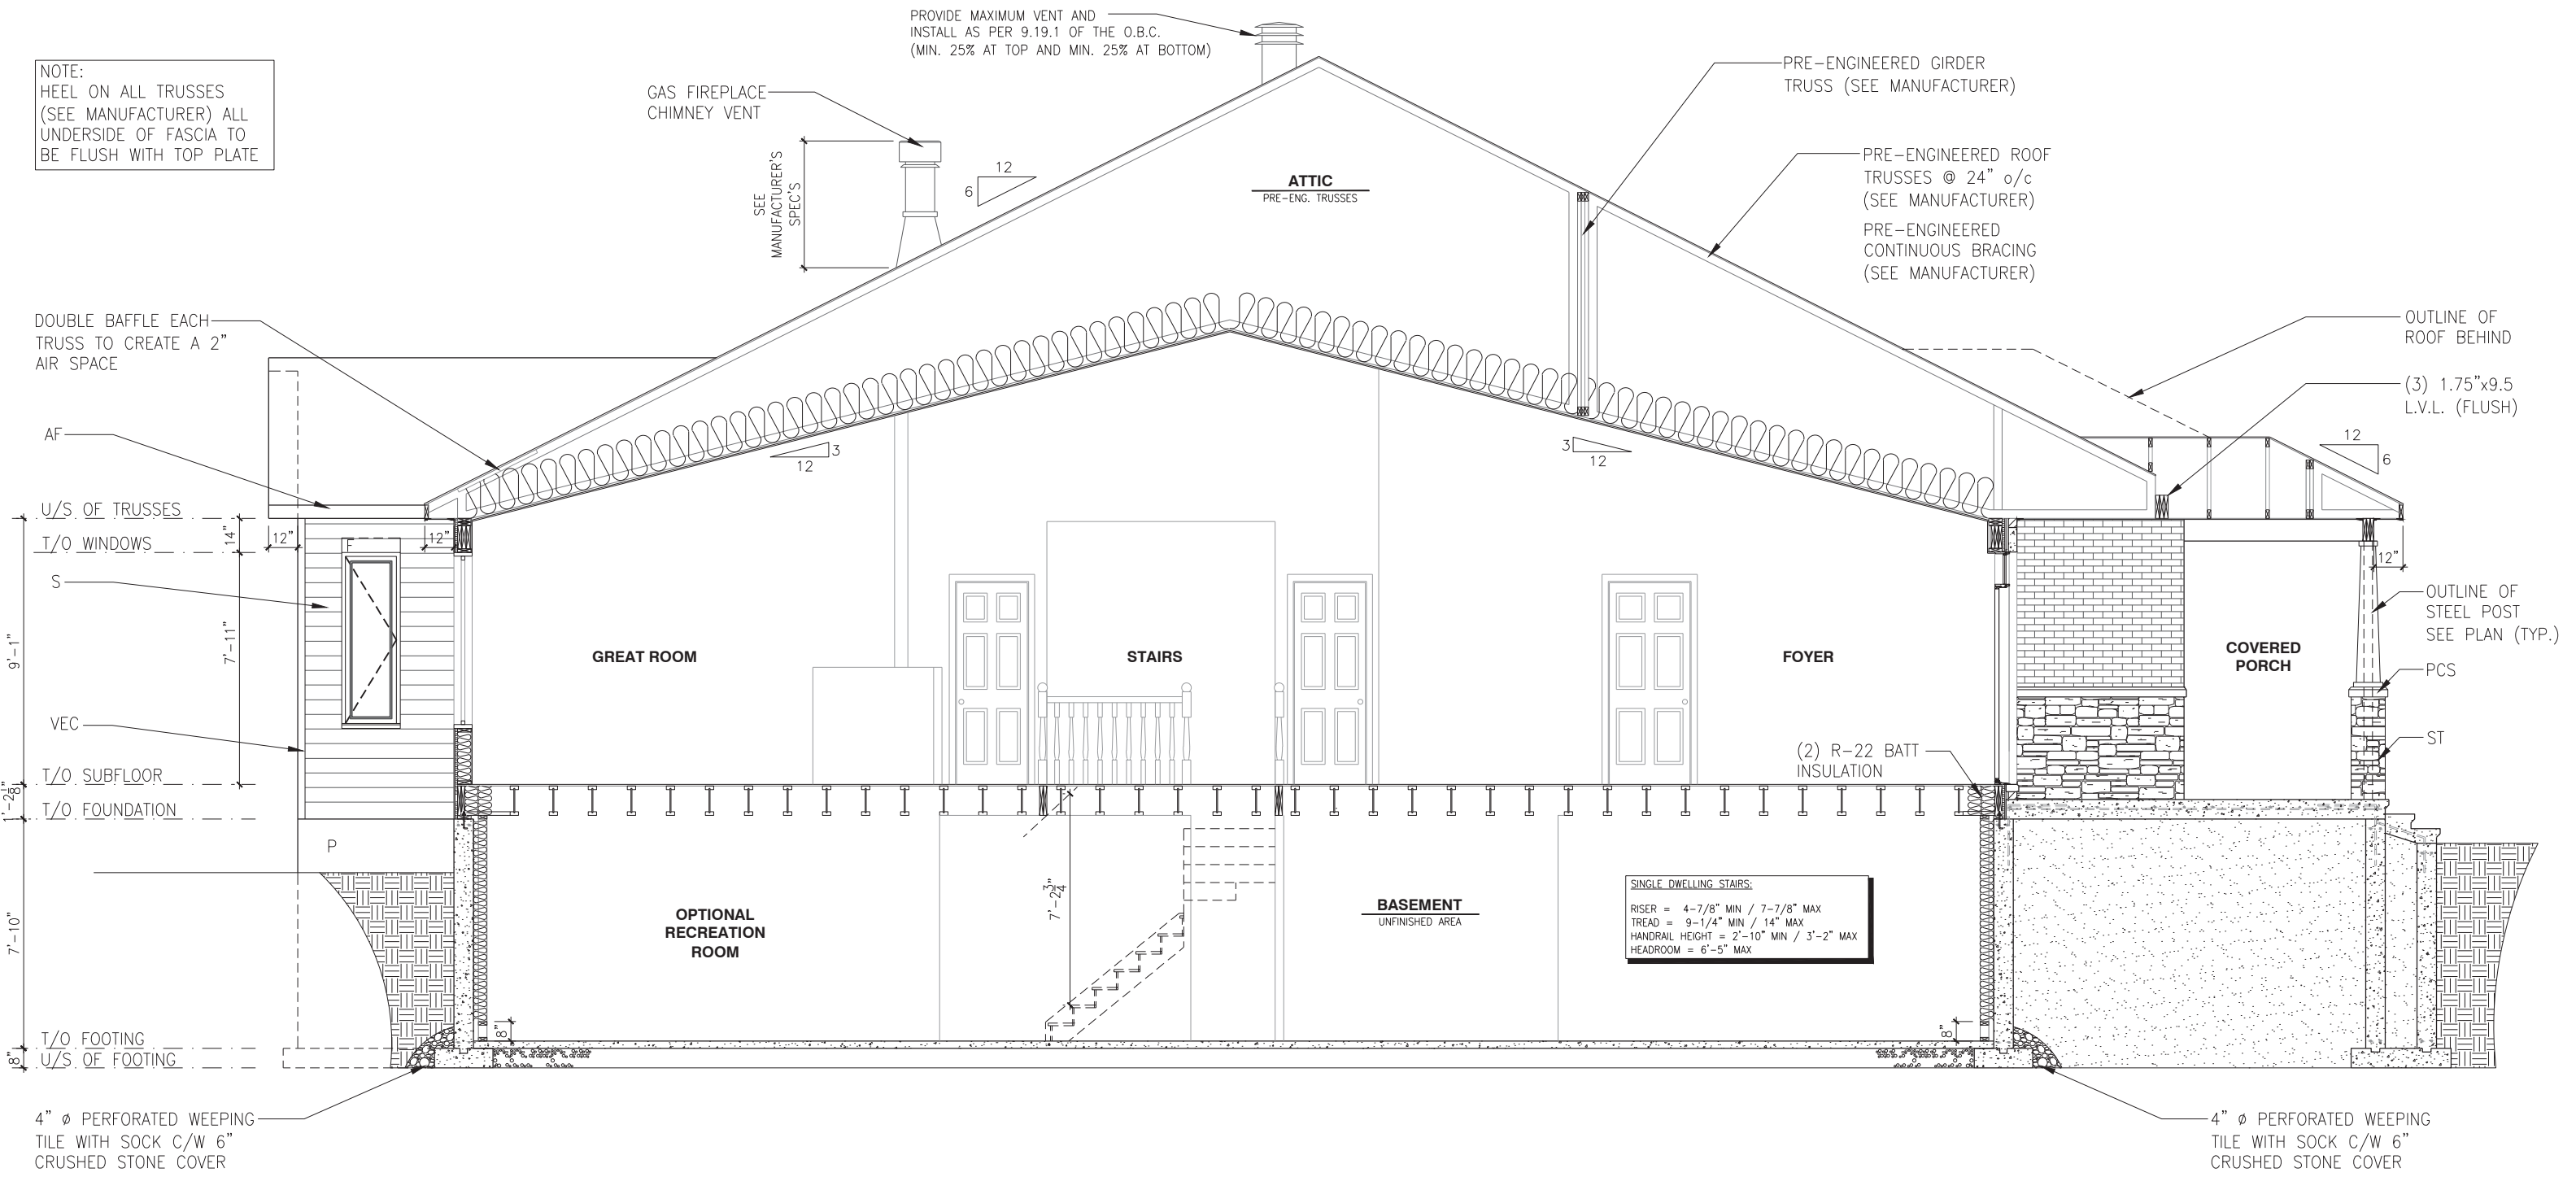 PROVIDE MAXIMUM VENT AND
INSTALL AS PER 9.19.1 OF THE O.B.C.
(MIN. 25% AT TOP AND MIN. 25% AT BOTTOM)
NOTE:
HEEL ON ALL TRUSSES
(SEE MANUFACTURER) ALL
UNDERSIDE OF FASCIA TO
BE FLUSH WITH TOP PLATE
GAS FIREPLACE
CHIMNEY VENT
SEE
MANUFACTURER'S
SPEC'S
12
6
ATTIC
PRE-ENG. TRUSSES
PRE-ENGINEERED GIRDER
TRUSS (SEE MANUFACTURER)
PRE-ENGINEERED ROOF
TRUSSES @ 24" o/c
(SEE MANUFACTURER)
PRE-ENGINEERED
CONTINUOUS BRACING
(SEE MANUFACTURER)
DOUBLE BAFFLE EACH
TRUSS TO CREATE A 2"
AIR SPACE
OUTLINE OF
ROOF BEHIND
(3) 1.75"x9.5
L.V.L. (FLUSH)
AF
3
12
3
12
12
6
U/S OF TRUSSES
T/O WINDOWS
12"
14"
12"
F
12"
S
9'-1"
7'-11"
VEC
GREAT ROOM
STAIRS
FOYER
COVERED
PORCH
OUTLINE OF
STEEL POST
SEE PLAN (TYP.)
PCS
ST
(2) R-22 BATT
INSULATION
T/O SUBFLOOR
T/O FOUNDATION
1'-2 1/8"
P
7'-10"
7'-2 3/4"
OPTIONAL
RECREATION
ROOM
BASEMENT
UNFINISHED AREA
SINGLE DWELLING STAIRS:
RISER = 4-7/8" MIN / 7-7/8" MAX
TREAD = 9-1/4" MIN / 14" MAX
HANDRAIL HEIGHT = 2'-10" MIN / 3'-2" MAX
HEADROOM = 6'-5" MAX
T/O FOOTING
U/S OF FOOTING
8"
8"
8"
4" ø PERFORATED WEEPING
TILE WITH SOCK C/W 6"
CRUSHED STONE COVER
4" ø PERFORATED WEEPING
TILE WITH SOCK C/W 6"
CRUSHED STONE COVER